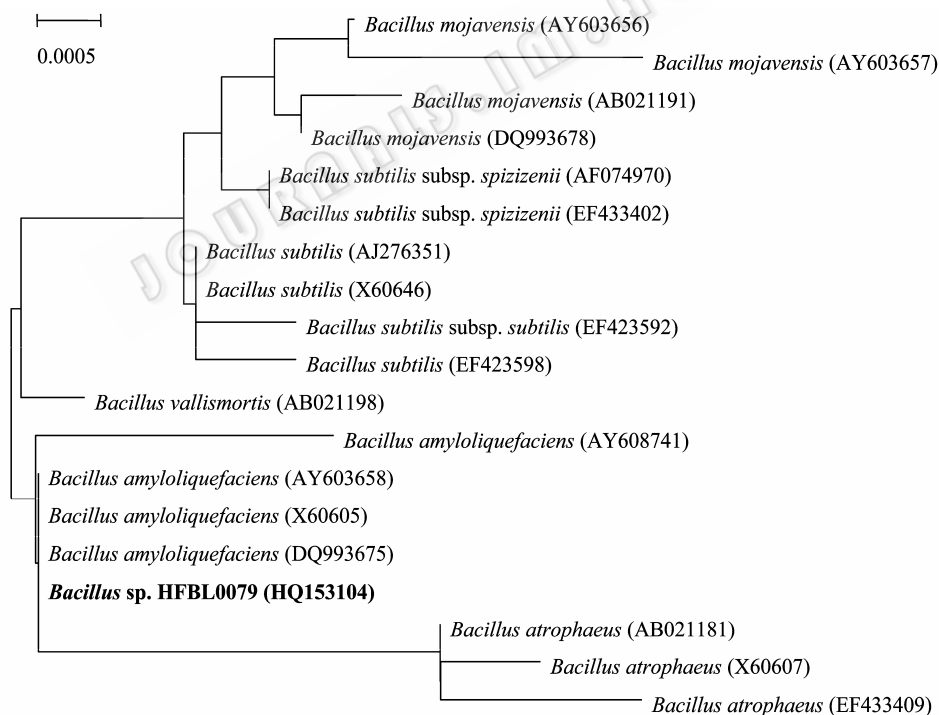 Bacillus mojavensis (AY603656)
0.0005
Bacillus mojavensis (AY603657)
Bacillus mojavensis (AB021191)
Bacillus mojavensis (DQ993678)
Bacillus subtilis subsp. spizizenii (AF074970)
Bacillus subtilis subsp. spizizenii (EF433402)
Bacillus subtilis (AJ276351)
Bacillus subtilis (X60646)
Bacillus subtilis subsp. subtilis (EF423592)
Bacillus subtilis (EF423598)
Bacillus vallismortis (AB021198)
Bacillus amyloliquefaciens (AY608741)
Bacillus amyloliquefaciens (AY603658)
Bacillus amyloliquefaciens (X60605)
Bacillus amyloliquefaciens (DQ993675)
Bacillus sp. HFBL0079 (HQ153104)
Bacillus atrophaeus (AB021181)
Bacillus atrophaeus (X60607)
Bacillus atrophaeus (EF433409)